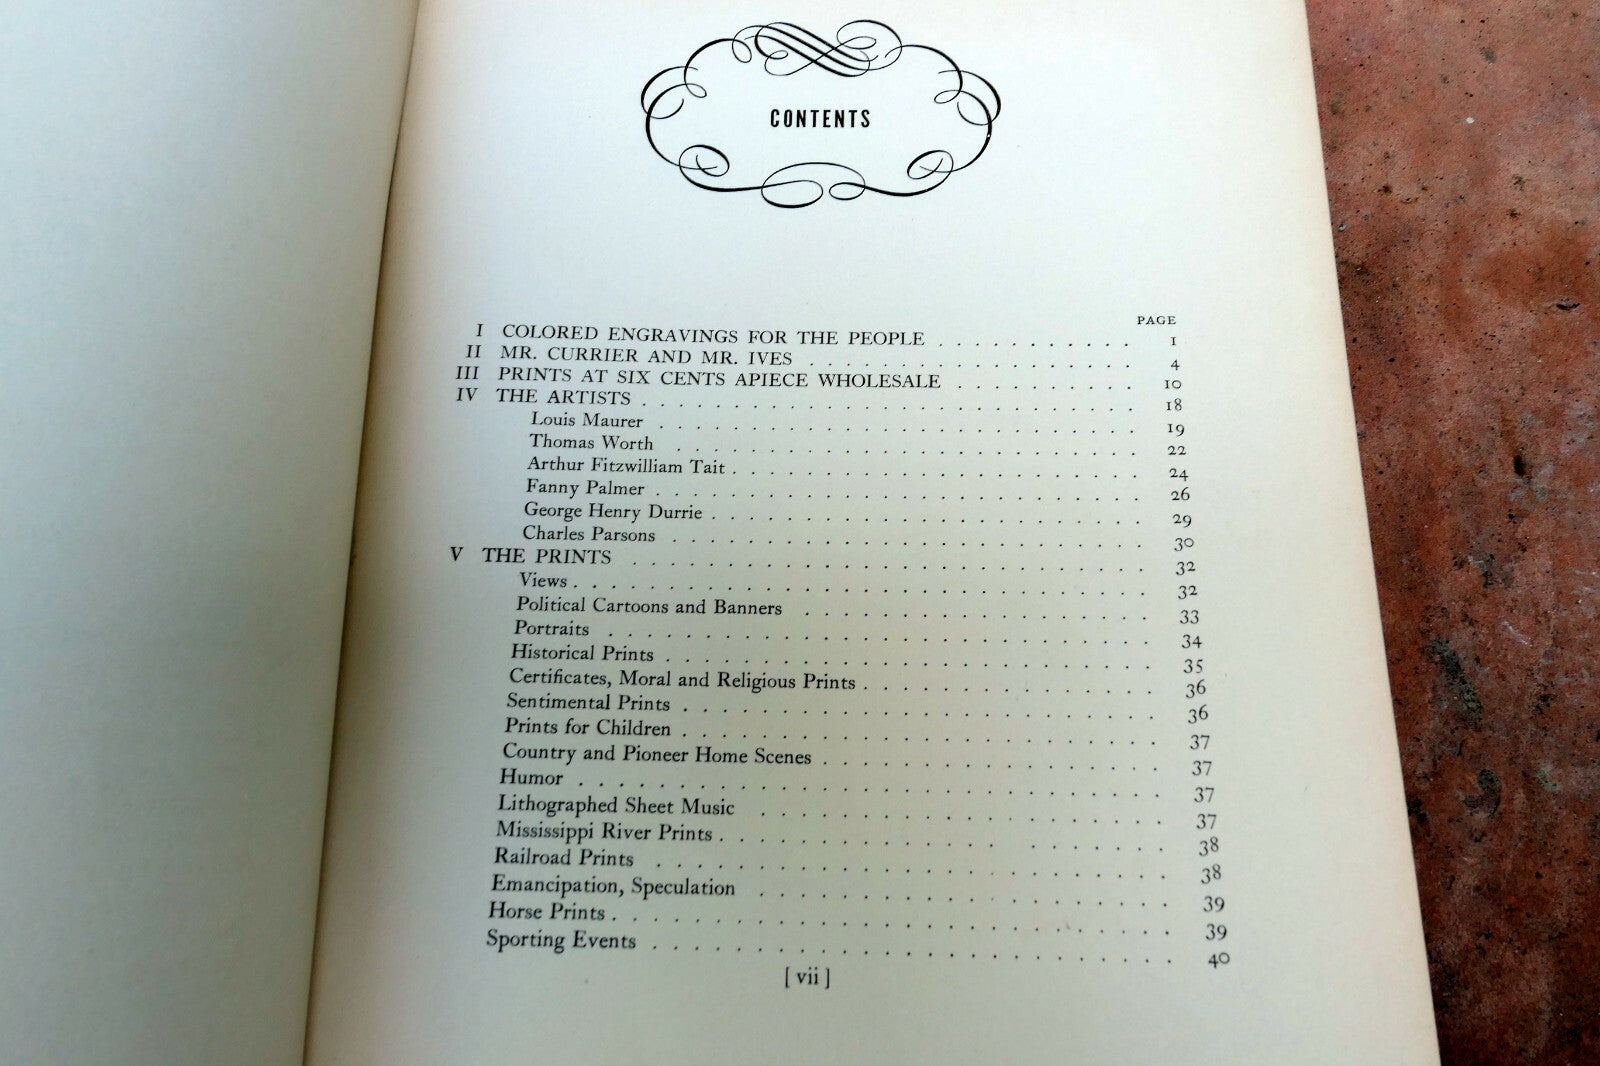 CONTENTS
PAGE
I COLORED ENGRAVINGS FOR THE PEOPLE . . . . . . . . . . . 1
II MR. CURRIER AND MR. IVES . . . . . . . . . . . . . . . . 4
III PRINTS AT SIX CENTS APIECE WHOLESALE . . . . . . . . . . 10
IV THE ARTISTS . . . . . . . . . . . . . . . . . . . . . . . 18
Louis Maurer . . . . . . . . . . . . . . . . . . . . . . 19
Thomas Worth . . . . . . . . . . . . . . . . . . . . . . 22
Arthur Fitzwilliam Tait . . . . . . . . . . . . . . . . . . 24
Fanny Palmer . . . . . . . . . . . . . . . . . . . . . . 26
George Henry Durrie . . . . . . . . . . . . . . . . . . . 29
Charles Parsons . . . . . . . . . . . . . . . . . . . . . 30
V THE PRINTS . . . . . . . . . . . . . . . . . . . . . . . 32
Views . . . . . . . . . . . . . . . . . . . . . . . . . . 32
Political Cartoons and Banners . . . . . . . . . . . . . . . 33
Portraits . . . . . . . . . . . . . . . . . . . . . . . . 34
Historical Prints . . . . . . . . . . . . . . . . . . . . . 35
Certificates, Moral and Religious Prints . . . . . . . . . . . 36
Sentimental Prints . . . . . . . . . . . . . . . . . . . . 36
Prints for Children . . . . . . . . . . . . . . . . . . . . 37
Country and Pioneer Home Scenes . . . . . . . . . . . . . . 37
Humor . . . . . . . . . . . . . . . . . . . . . . . . . 37
Lithographed Sheet Music . . . . . . . . . . . . . . . . . 37
Mississippi River Prints . . . . . . . . . . . . . . . . . . 38
Railroad Prints . . . . . . . . . . . . . . . . . . . . . . 38
Emancipation, Speculation . . . . . . . . . . . . . . . . . 39
Horse Prints . . . . . . . . . . . . . . . . . . . . . . . 39
Sporting Events . . . . . . . . . . . . . . . . . . . . . 40
[ vii ]